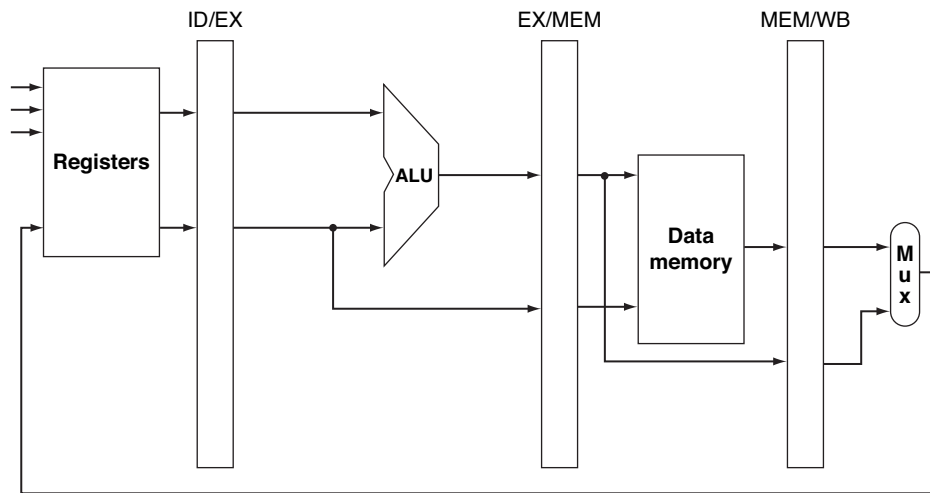 ID/EX
EX/MEM
MEM/WB
Registers
ALU
Data
memory
M
u
x